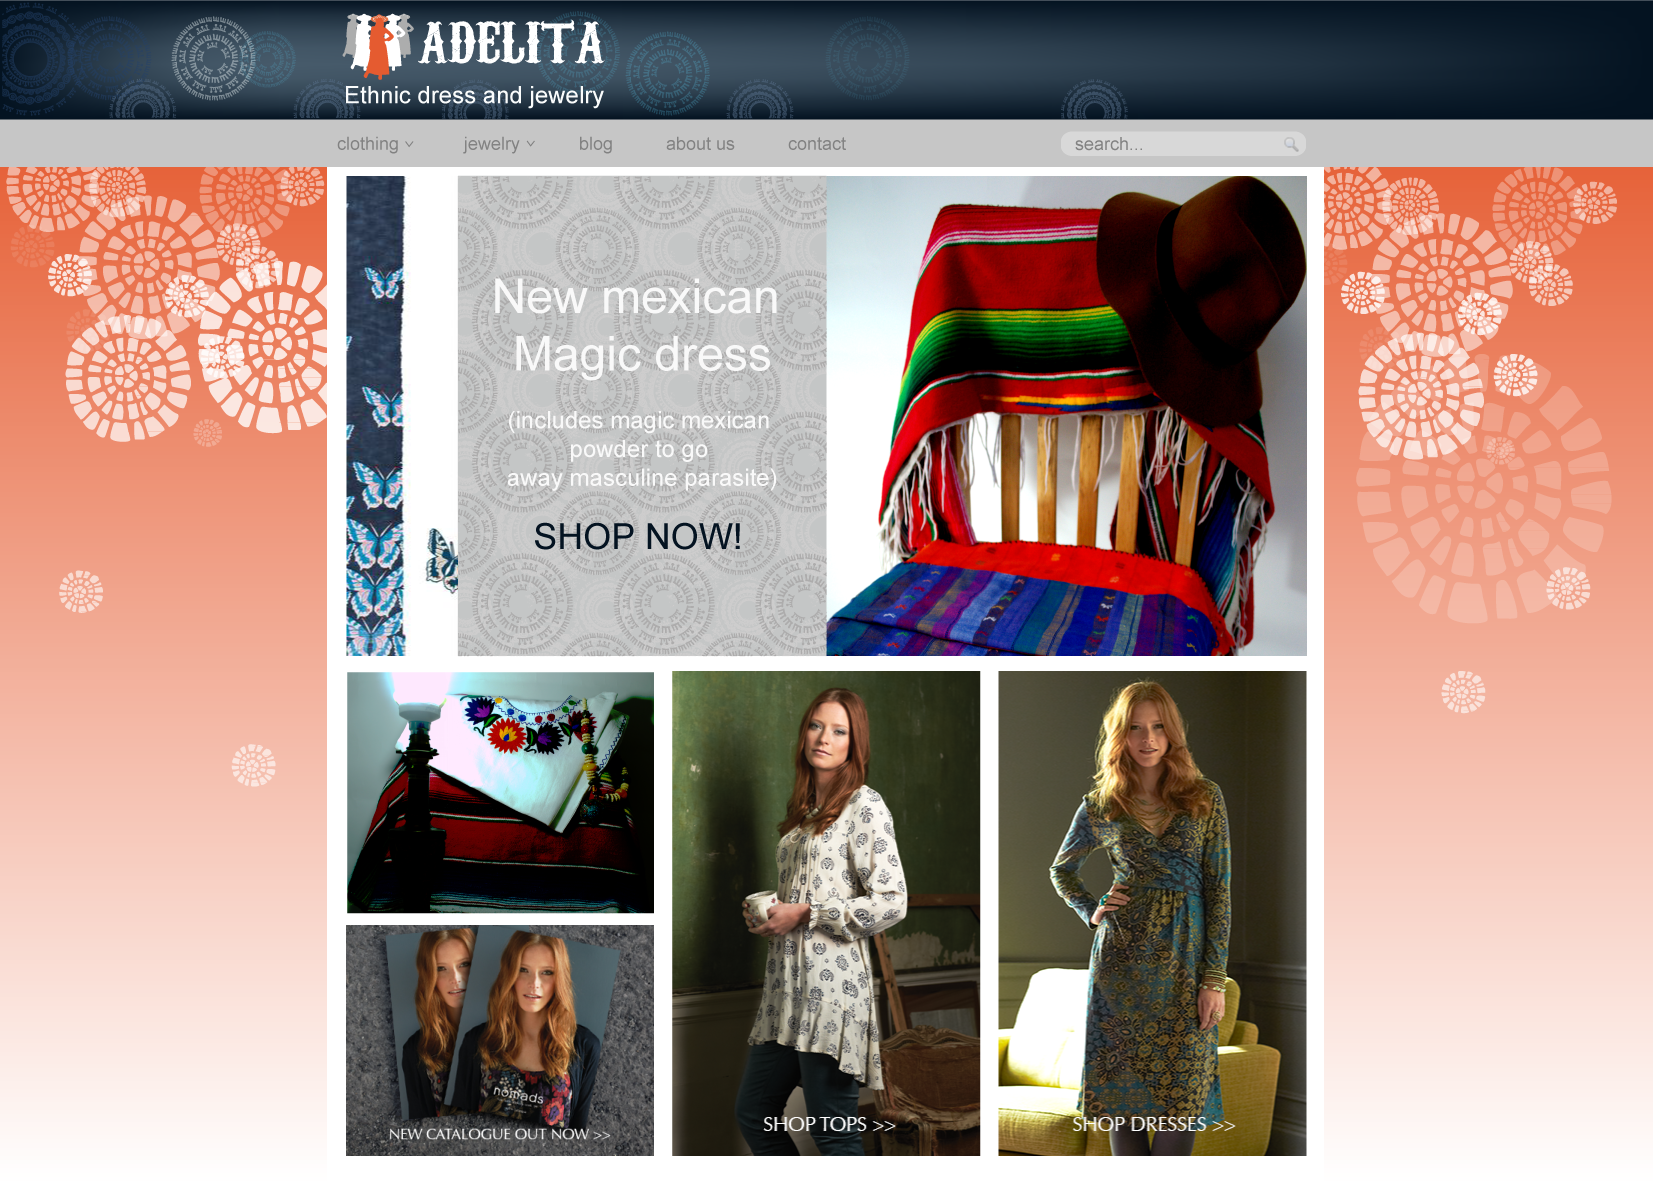 ADELITA
Ethnic dress and jewelry
clothing
jewelry
blog
about us
contact
search...
New mexican
Magic dress
(includes magic mexican
powder to go
away masculine parasite)
SHOP NOW!
nomads
NEW CATALOGUE OUT NOW >>
SHOP TOPS >>
SHOP DRESSES >>